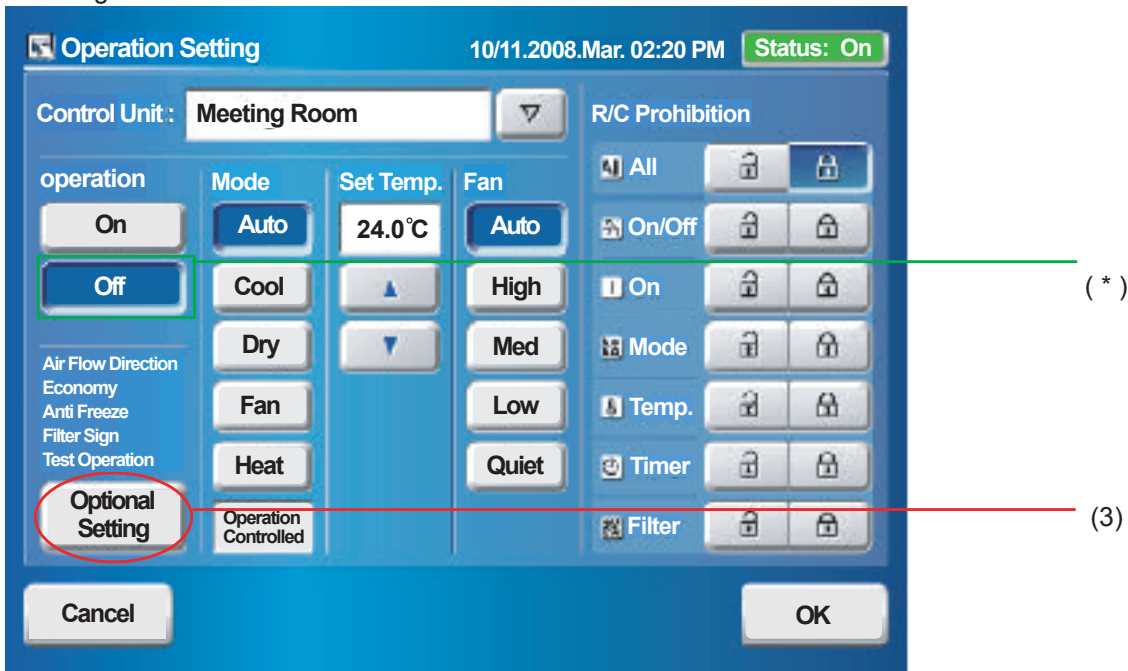 Operation Setting 10/11.2008.Mar. 02:20 PM Status: On
Control Unit : Meeting Room
operation
On
Off
Air Flow Direction
Economy
Anti Freeze
Filter Sign
Test Operation
Optional
Setting
Mode
Auto
Cool
Dry
Fan
Heat
Operation
Controlled
Set Temp.
24.0°C
Fan
Auto
High
Med
Low
Quiet
R/C Prohibition
All
On/Off
On
Mode
Temp.
Timer
Filter
( * )
(3)
Cancel
OK